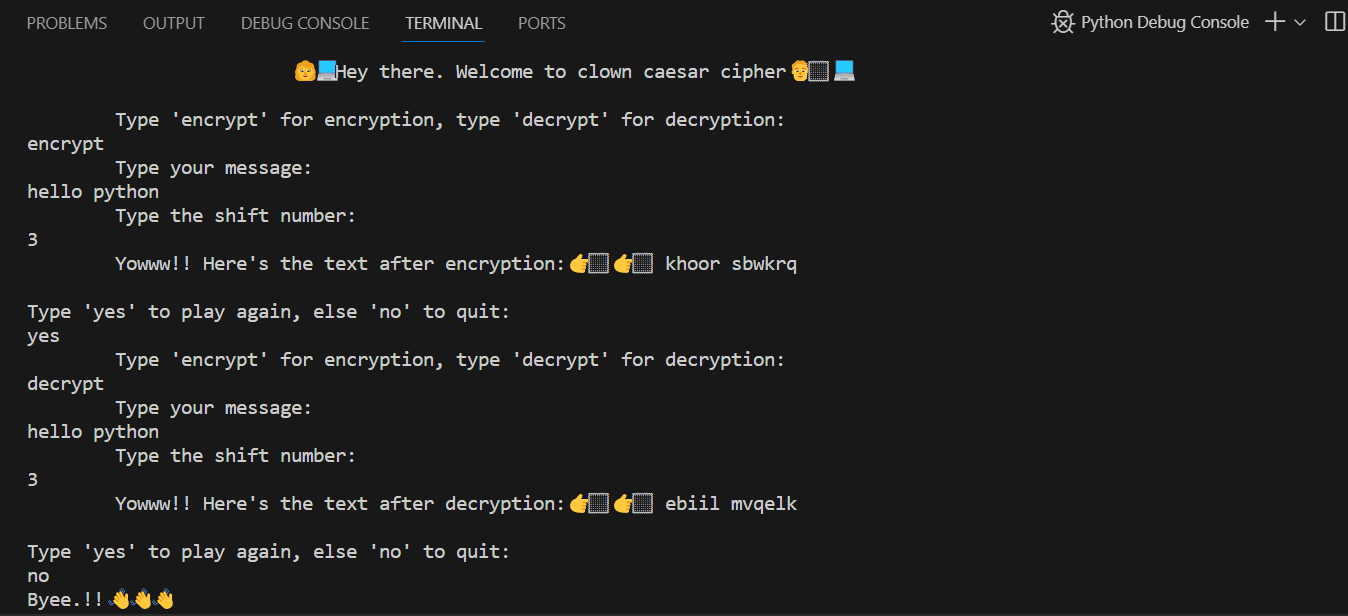 PROBLEMS OUTPUT DEBUG CONSOLE TERMINAL PORTS Python Debug Console
Hey there. Welcome to clown caesar cipher
Type 'encrypt' for encryption, type 'decrypt' for decryption:
encrypt
Type your message:
hello python
Type the shift number:
3
Yowww!! Here's the text after encryption: khoor sbwkrq
Type 'yes' to play again, else 'no' to quit:
yes
Type 'encrypt' for encryption, type 'decrypt' for decryption:
decrypt
Type your message:
hello python
Type the shift number:
3
Yowww!! Here's the text after decryption: ebiil mvqelk
Type 'yes' to play again, else 'no' to quit:
no
Byee.!!